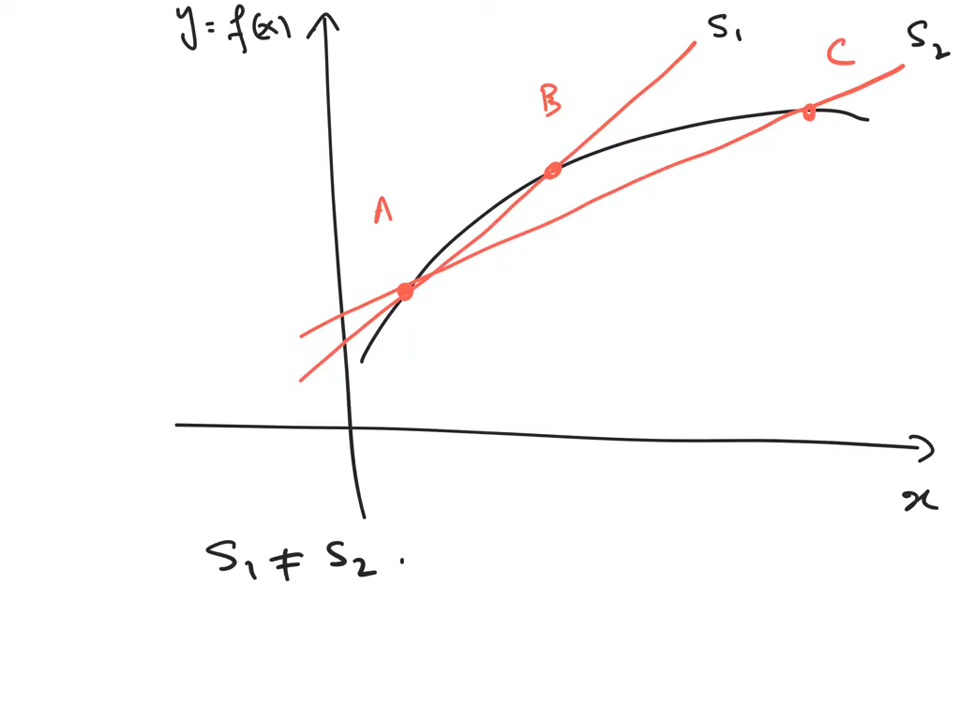 y = f(x)
S₁
S₂
C
B
A
x
S₁ ≠ S₂ .